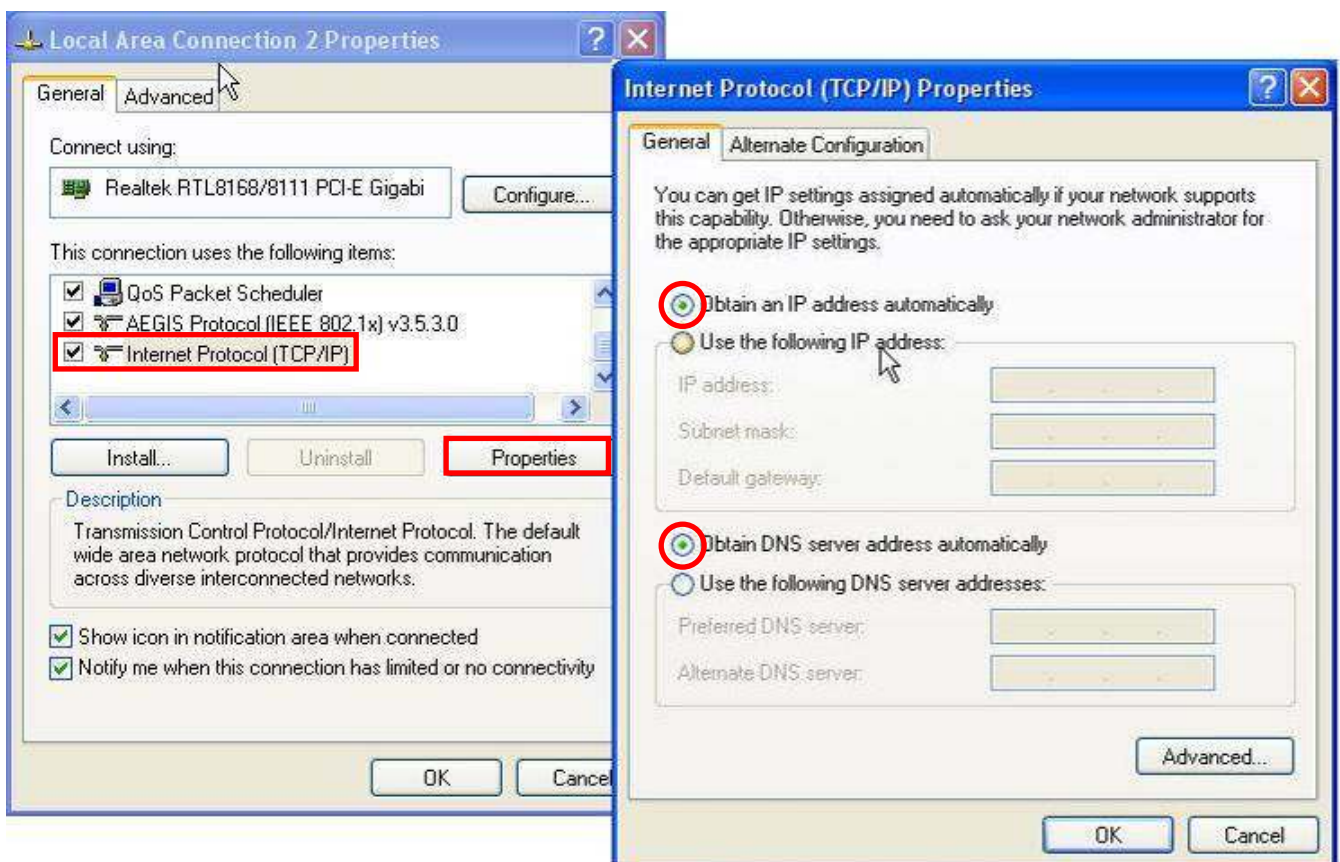 Local Area Connection 2 Properties
General
Advanced
Connect using:
Realtek RTL8168/8111 PCI-E Gigabi
Configure...
This connection uses the following items:
QoS Packet Scheduler
AEGIS Protocol (IEEE 802.1x) v3.5.3.0
Internet Protocol (TCP/IP)
Install...
Uninstall
Properties
Description
Transmission Control Protocol/Internet Protocol. The default
wide area network protocol that provides communication
across diverse interconnected networks.
Show icon in notification area when connected
Notify me when this connection has limited or no connectivity
OK
Cancel
Internet Protocol (TCP/IP) Properties
General
Alternate Configuration
You can get IP settings assigned automatically if your network supports
this capability. Otherwise, you need to ask your network administrator for
the appropriate IP settings.
Obtain an IP address automatically
Use the following IP address:
IP address:
Subnet mask:
Default gateway:
Obtain DNS server address automatically
Use the following DNS server addresses:
Preferred DNS server:
Alternate DNS server:
Advanced...
OK
Cancel